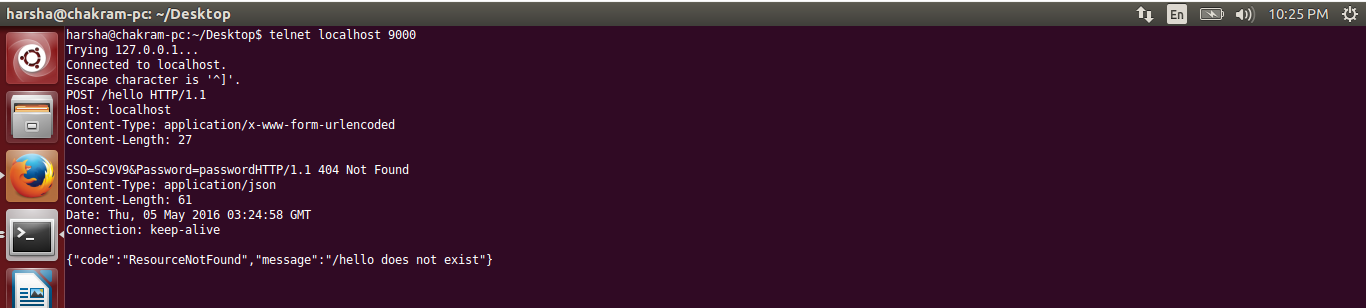 harsha@chakram-pc: ~/Desktop
En
10:25 PM
harsha@chakram-pc:~/Desktop$ telnet localhost 9000
Trying 127.0.0.1...
Connected to localhost.
Escape character is '^]'.
POST /hello HTTP/1.1
Host: localhost
Content-Type: application/x-www-form-urlencoded
Content-Length: 27
SSO=SC9V9&Password=passwordHTTP/1.1 404 Not Found
Content-Type: application/json
Content-Length: 61
Date: Thu, 05 May 2016 03:24:58 GMT
Connection: keep-alive
{"code":"ResourceNotFound","message":"/hello does not exist"}